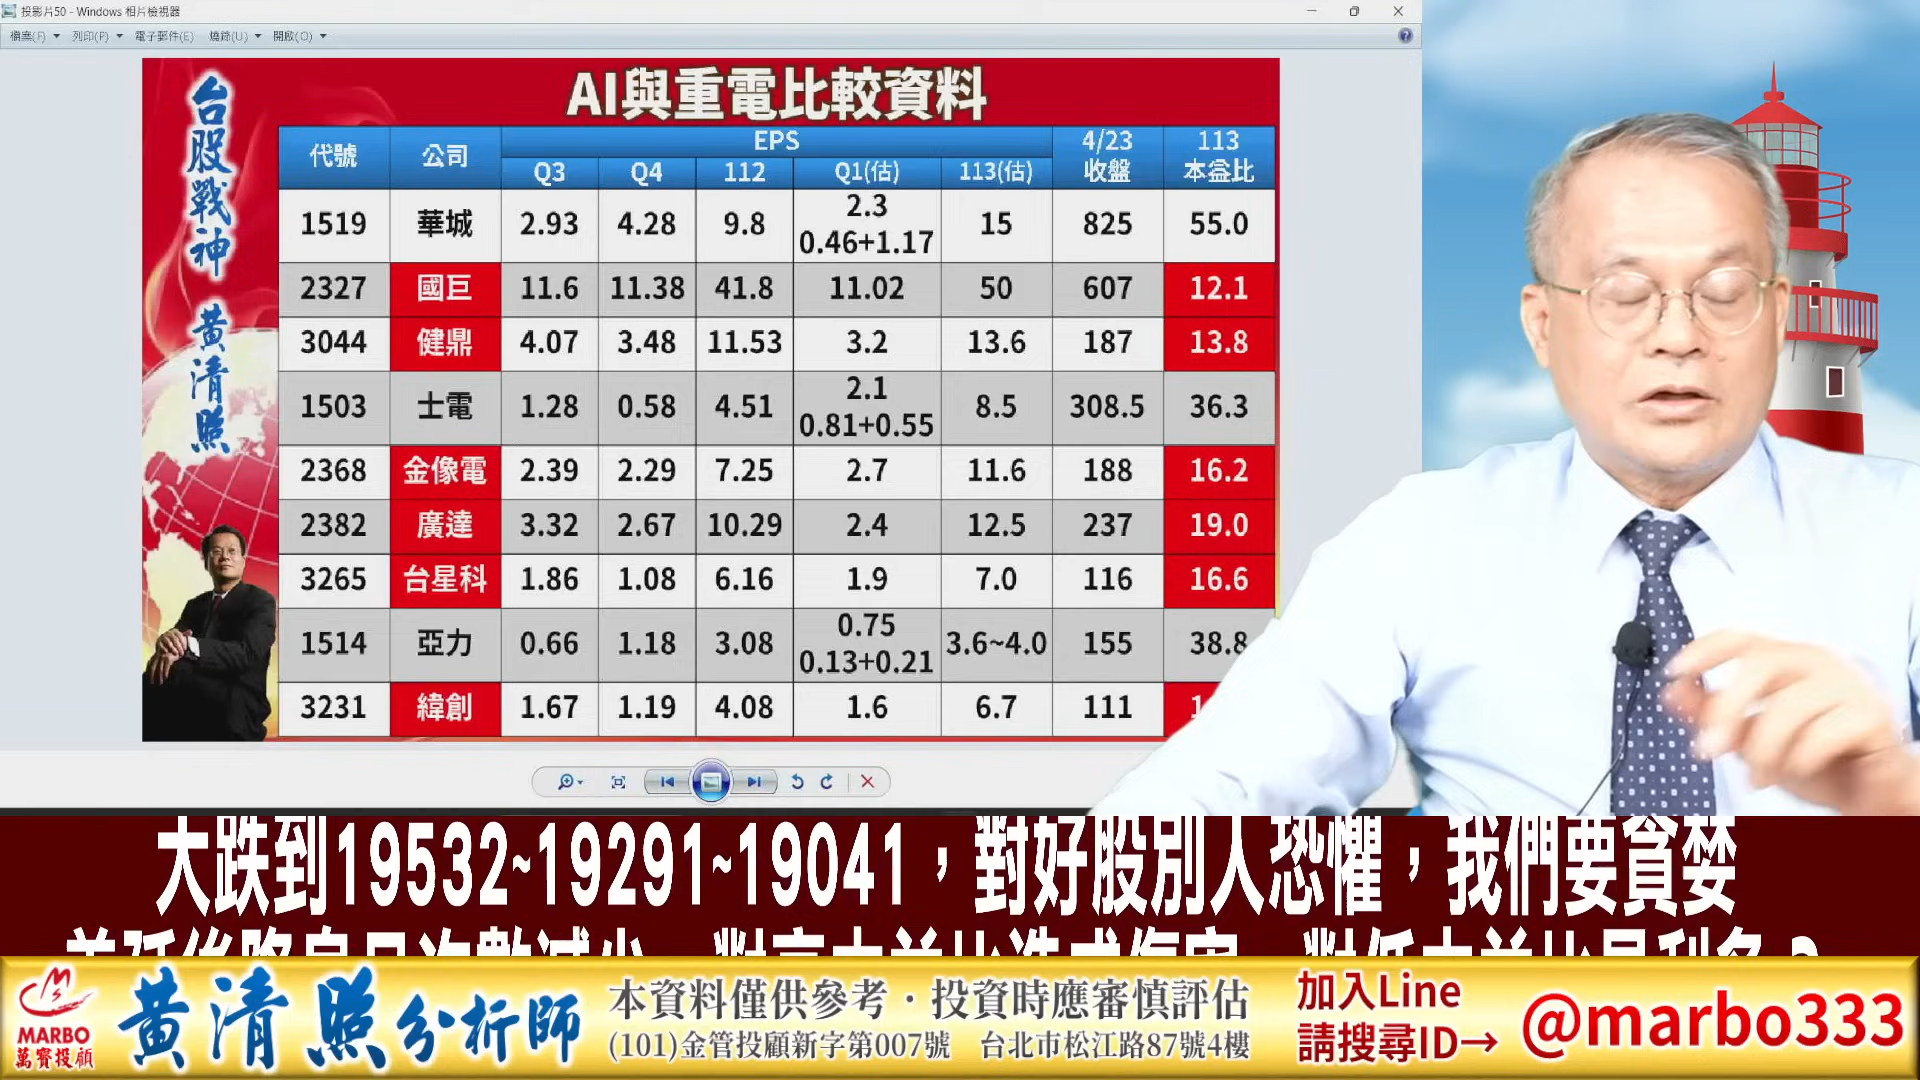 投影片50 - Windows 相片檢視器
檔案(F) 列印(P) 電子郵件(E) 燒錄(U) 開啟(O)
AI與重電比較資料
台股戰神 黃清照
代號 公司 EPS 4/23 收盤 113 本益比
Q3 Q4 112 Q1(估) 113(估)
1519 華城 2.93 4.28 9.8 2.3 0.46+1.17 15 825 55.0
2327 國巨 11.6 11.38 41.8 11.02 50 607 12.1
3044 健鼎 4.07 3.48 11.53 3.2 13.6 187 13.8
1503 士電 1.28 0.58 4.51 2.1 0.81+0.55 8.5 308.5 36.3
2368 金像電 2.39 2.29 7.25 2.7 11.6 188 16.2
2382 廣達 3.32 2.67 10.29 2.4 12.5 237 19.0
3265 台星科 1.86 1.08 6.16 1.9 7.0 116 16.6
1514 亞力 0.66 1.18 3.08 0.75 0.13+0.21 3.6~4.0 155 38.8
3231 緯創 1.67 1.19 4.08 1.6 6.7 111
大跌到19532~19291~19041，對好股別人恐懼，我們要貪婪
MARBO
萬寶投顧
黃清照分析師
本資料僅供參考．投資時應審慎評估
(101)金管投顧新字第007號 台北市松江路87號4樓
加入Line
請搜尋ID→
@marbo333